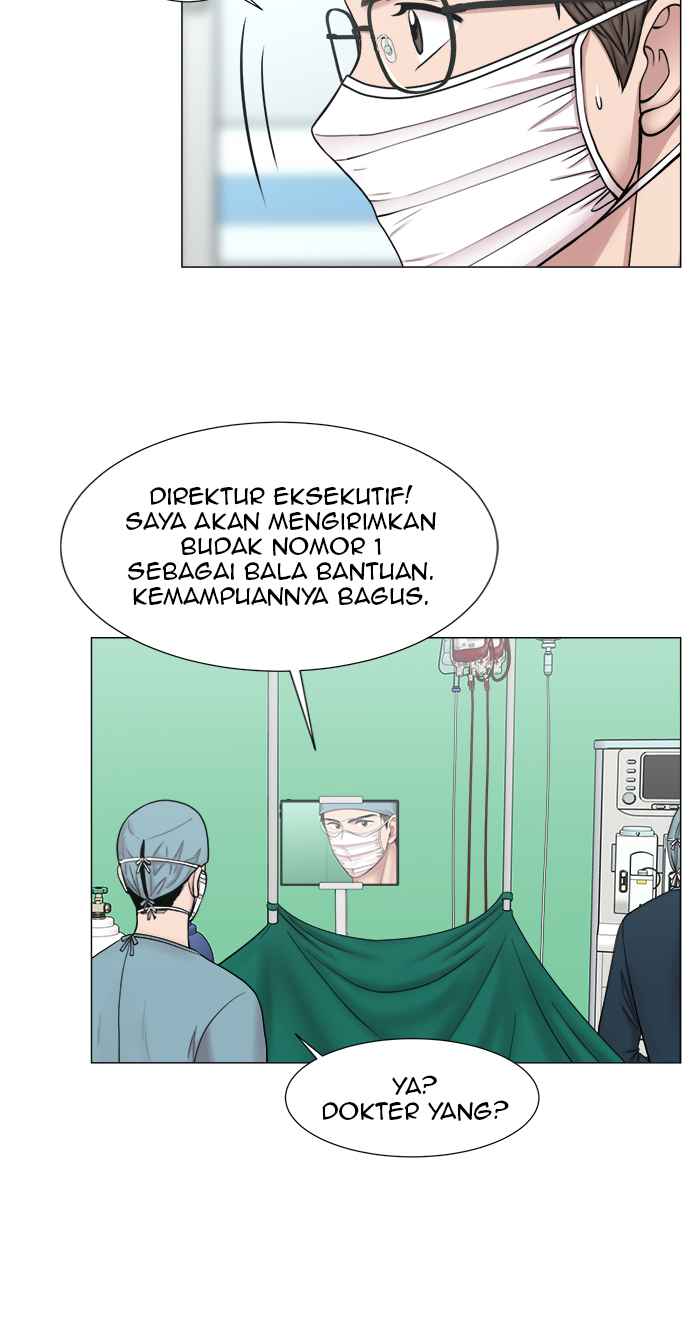 DIREKTUR EKSEKUTIF!
SAYA AKAN MENGIRIMKAN
BUDAK NOMOR 1
SEBAGAI BALA BANTUAN.
KEMAMPUANNYA BAGUS.
YA?
DOKTER YANG?